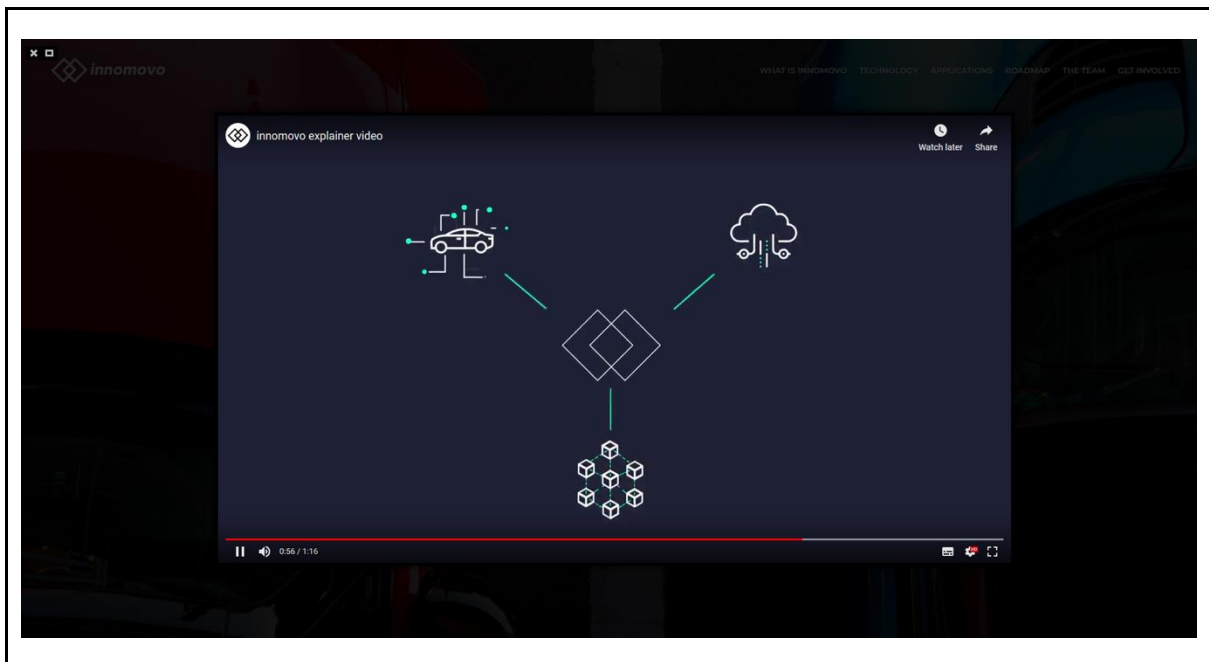 innomovo
WHAT IS INNOMOVO TECHNOLOGY APPLICATIONS ROADMAP THE TEAM GET INVOLVED
innomovo explainer video
Watch later Share
0:56 / 1:16
HD